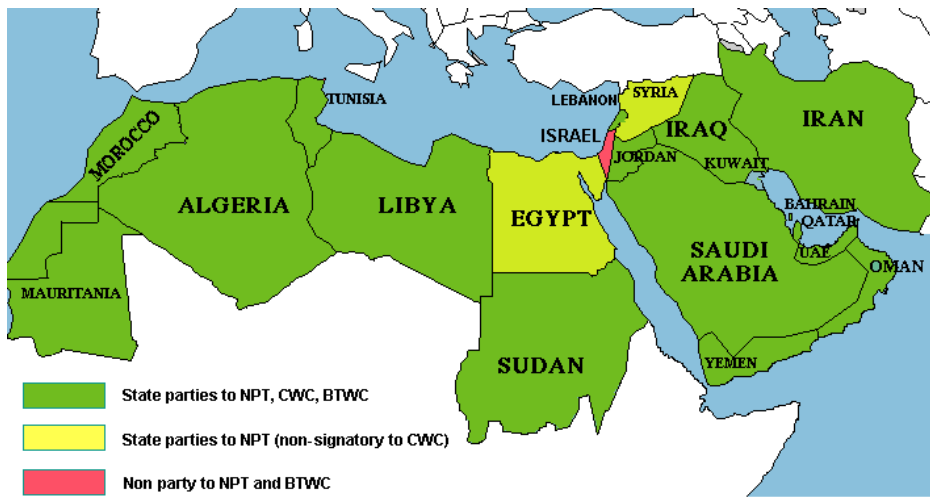 TUNISIA
LEBANON
SYRIA
MOROCCO
ISRAEL
IRAQ
IRAN
JORDAN
KUWAIT
ALGERIA
LIBYA
EGYPT
BAHRAIN
QATAR
SAUDI
ARABIA
UAE
OMAN
MAURITANIA
SUDAN
YEMEN
State parties to NPT, CWC, BTWC
State parties to NPT (non-signatory to CWC)
Non party to NPT and BTWC